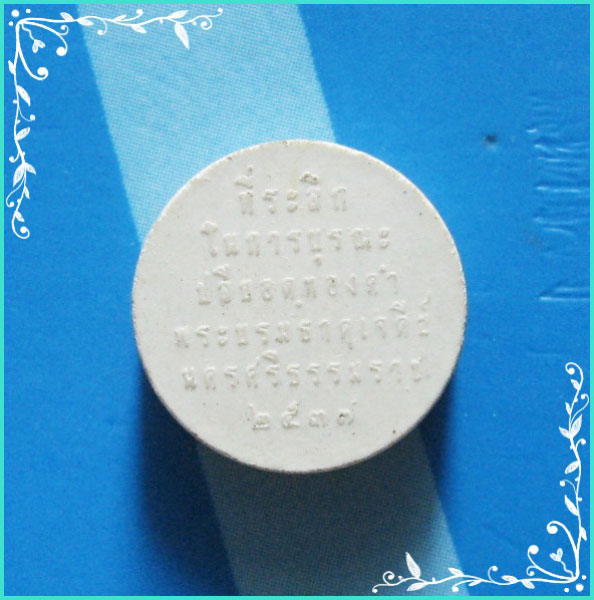 ที่ระลึก
ในการบูรณะ
ปลียอดทองคำ
พระบรมธาตุเจดีย์
นครศรีธรรมราช
๒๕๓๗